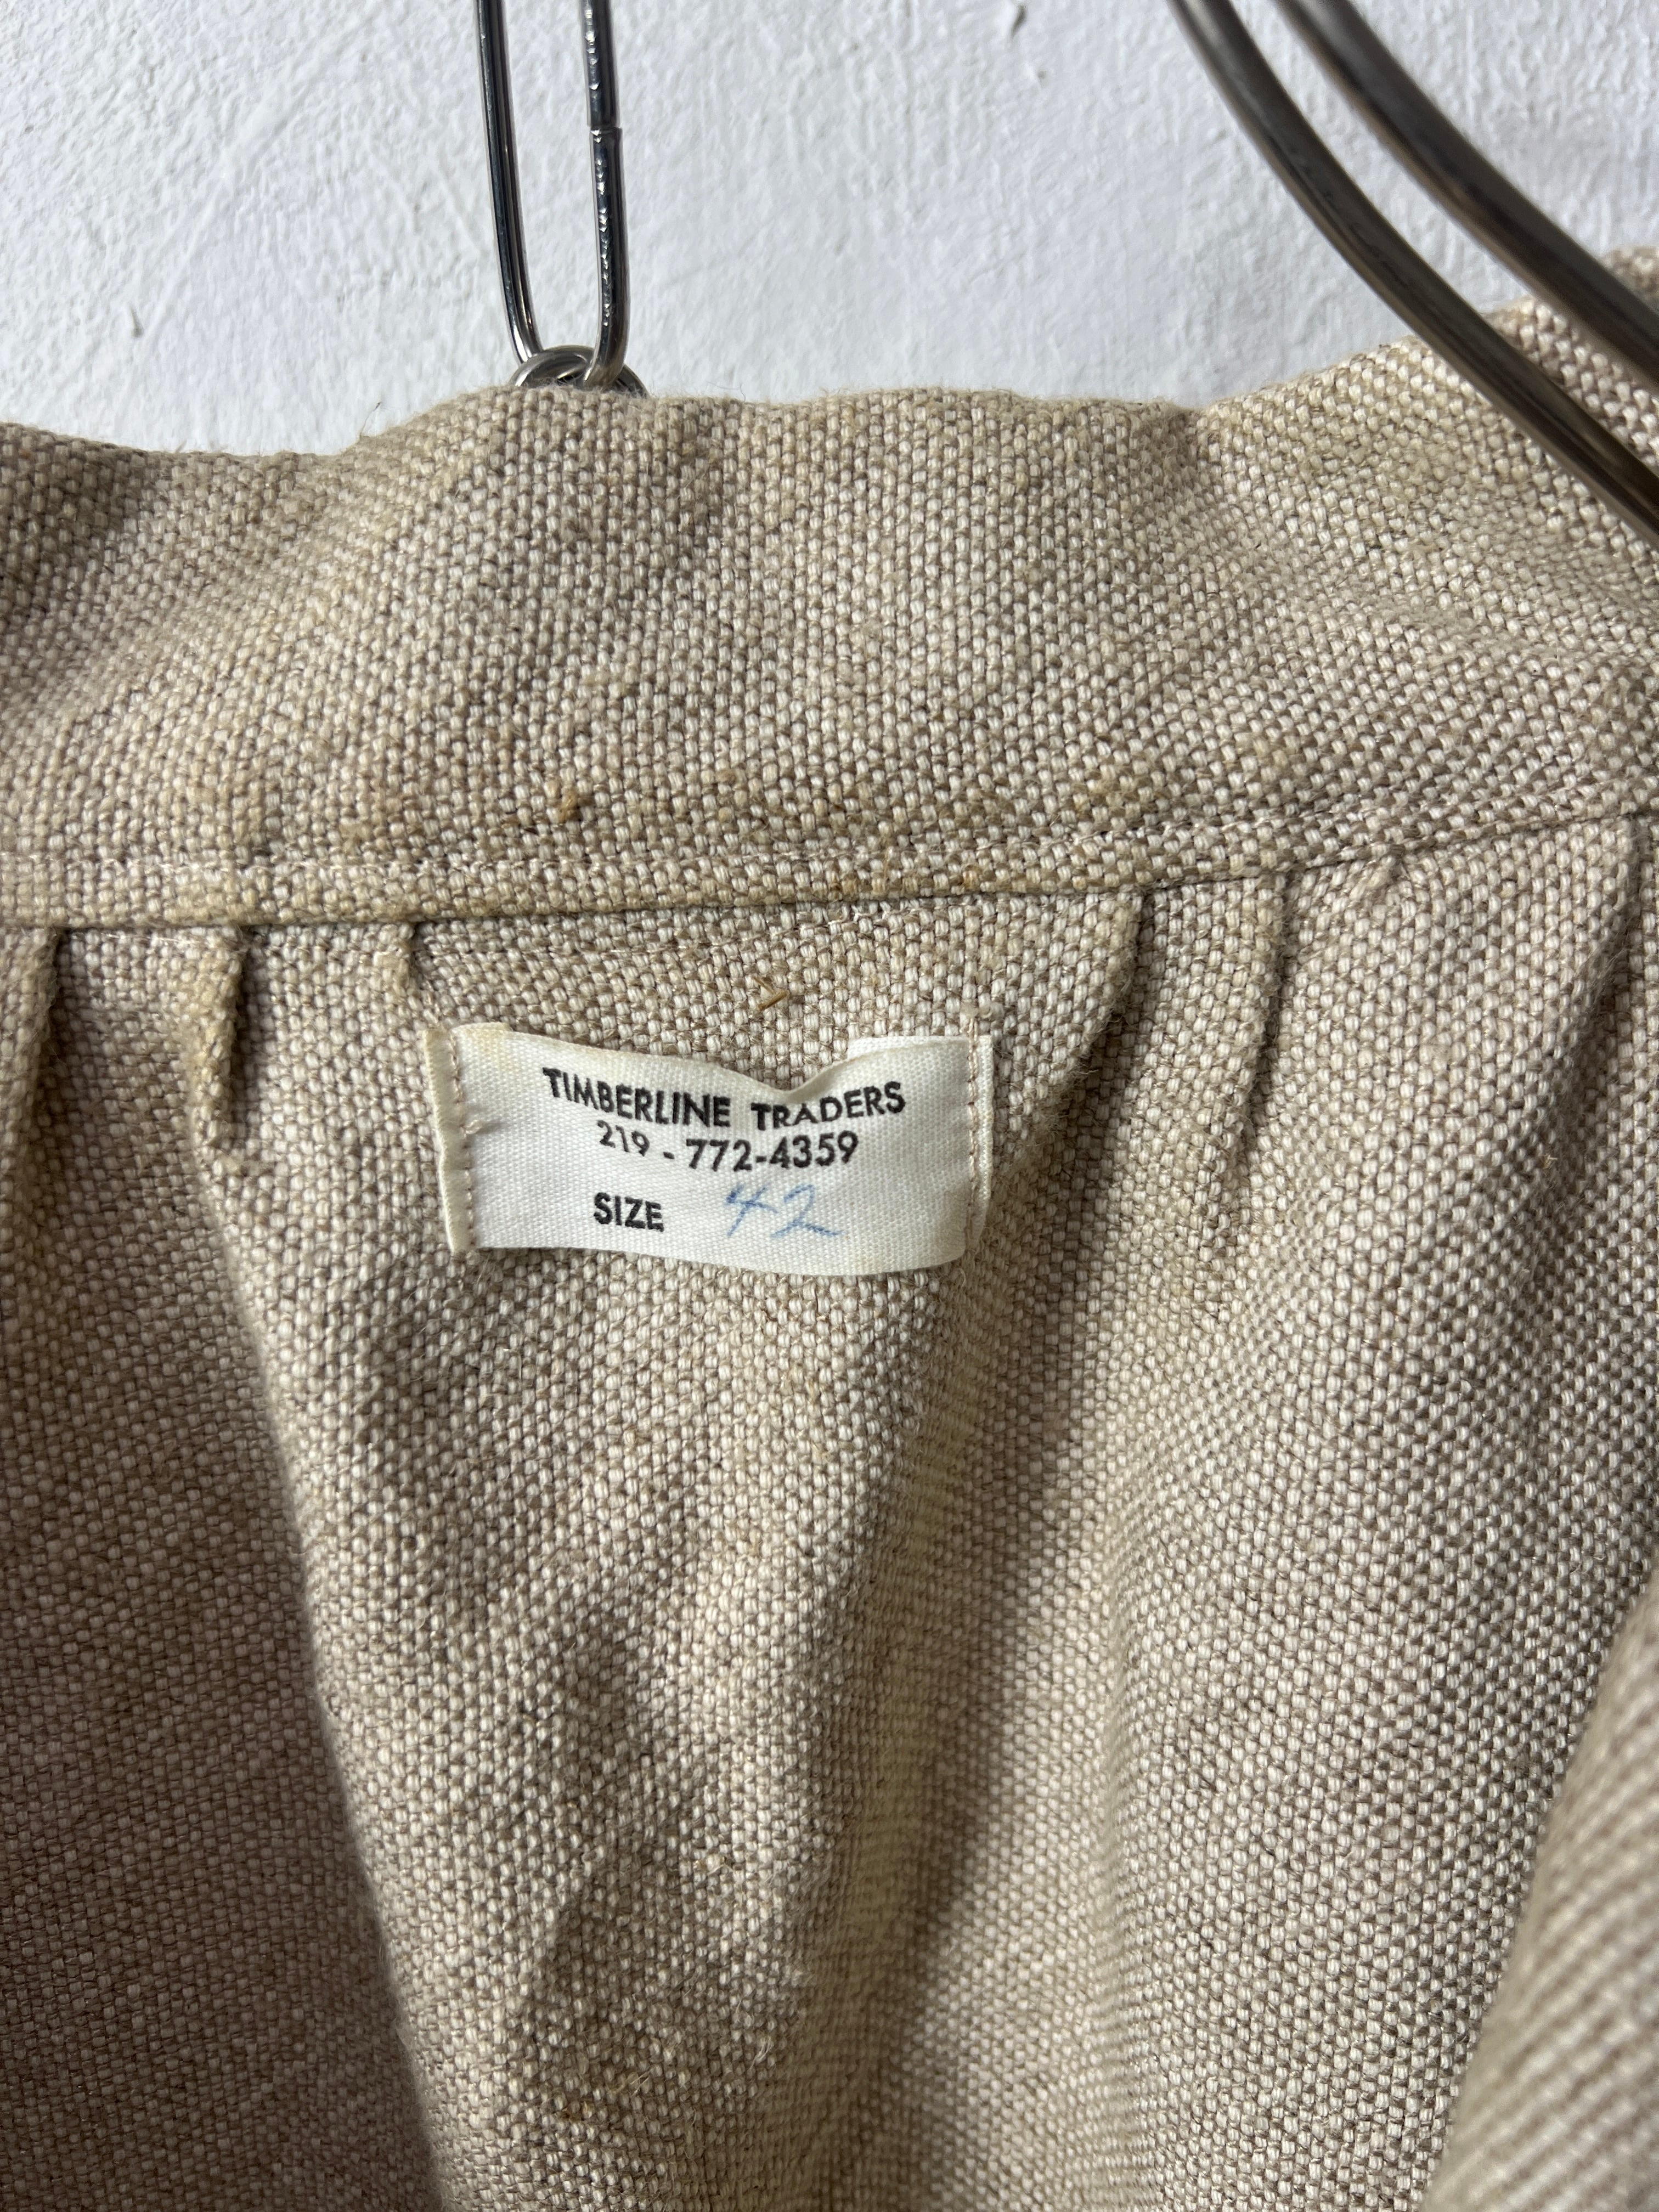 TIMBERLINE TRADERS
219 - 772-4359
SIZE 42